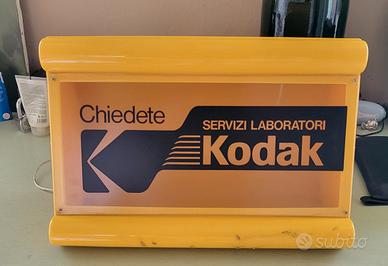 Chiedete
SERVIZI LABORATORI
Kodak
subito